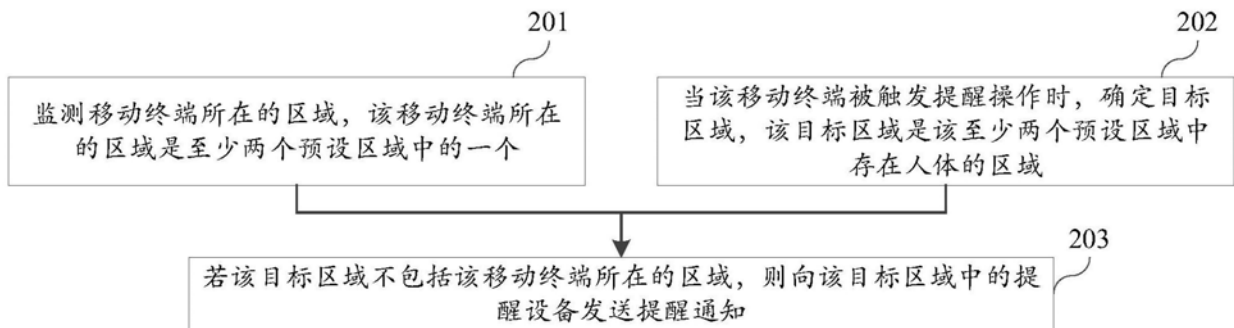 201
监测移动终端所在的区域，该移动终端所在
的区域是至少两个预设区域中的一个
202
当该移动终端被触发提醒操作时，确定目标
区域，该目标区域是该至少两个预设区域中
存在人体的区域
203
若该目标区域不包括该移动终端所在的区域，则向该目标区域中的提
醒设备发送提醒通知